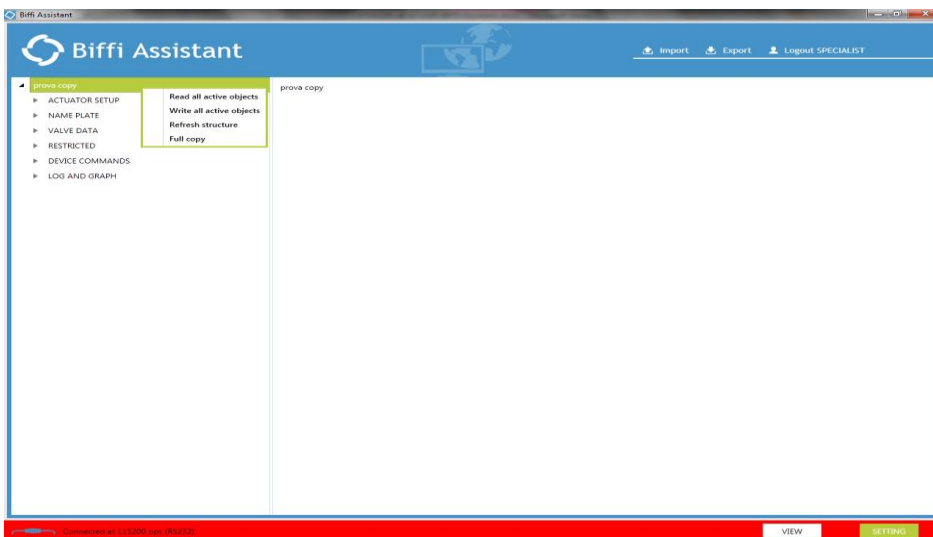 Biffi Assistant
Biffi Assistant
Import Export Logout SPECIALIST
prova copy
ACTUATOR SETUP
NAME PLATE
VALVE DATA
RESTRICTED
DEVICE COMMANDS
LOG AND GRAPH
Read all active objects
Write all active objects
Refresh structure
Full copy
prova copy
Connected at 115200 bps (RS232)
VIEW SETTING